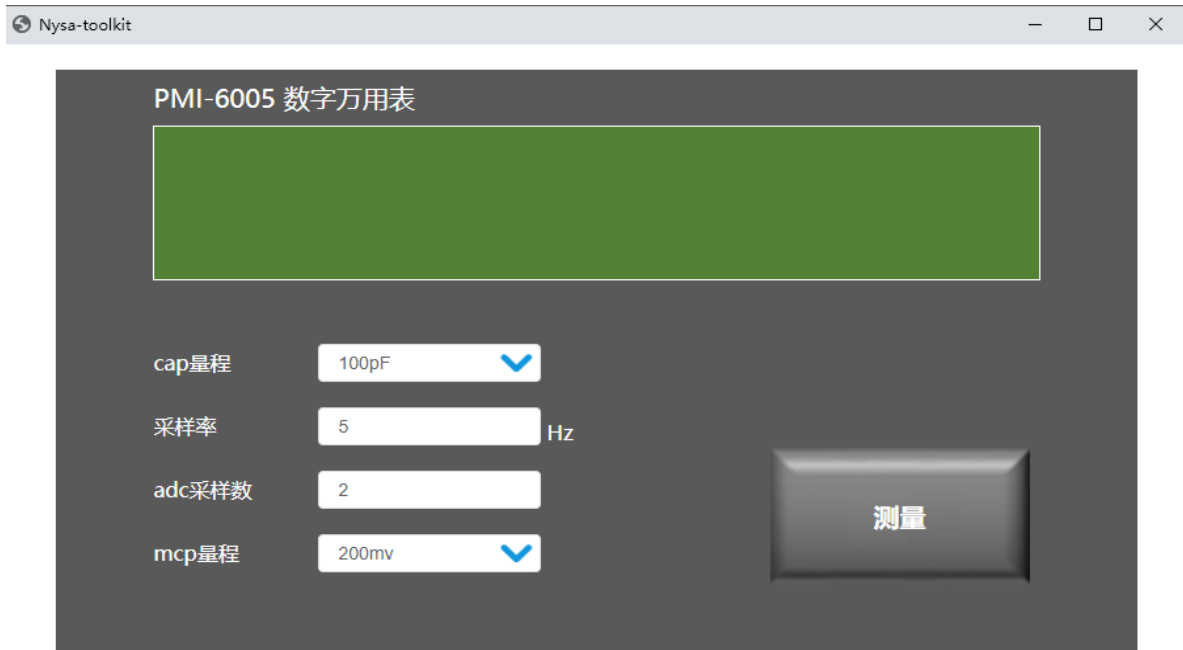 Nysa-toolkit
PMI-6005 数字万用表
cap量程 100pF
采样率 5 Hz
adc采样数 2
mcp量程 200mv
测量